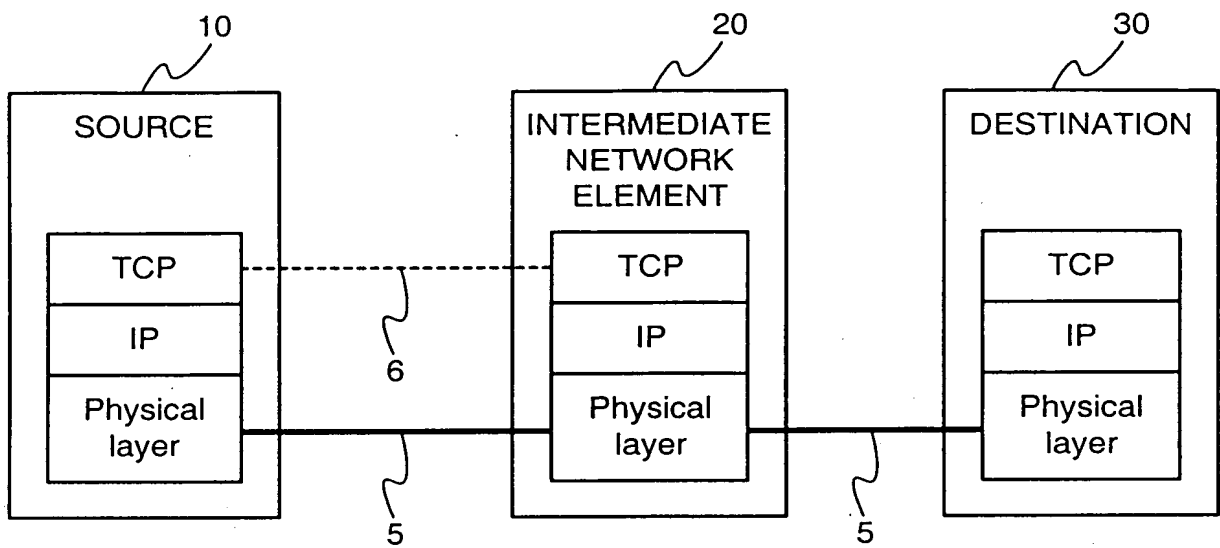 10
20
30
SOURCE
INTERMEDIATE
NETWORK
ELEMENT
DESTINATION
TCP
TCP
TCP
IP
IP
IP
6
Physical
layer
Physical
layer
Physical
layer
5
5